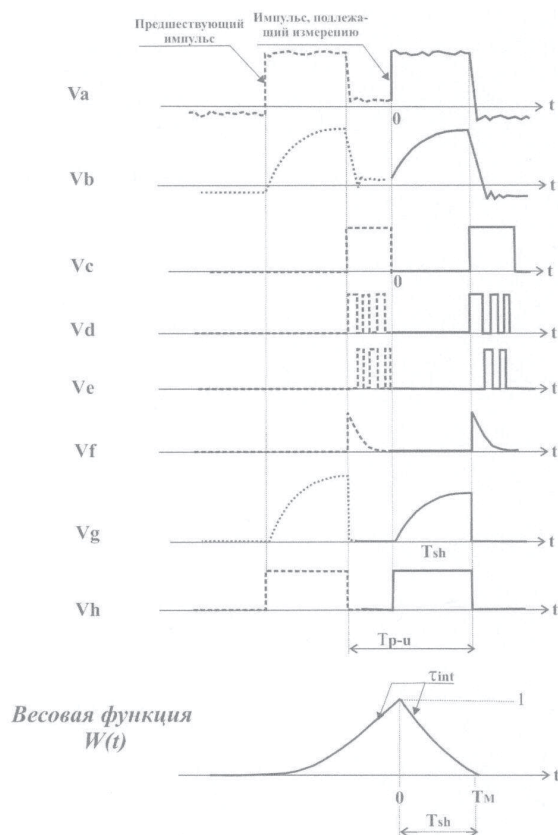 Предшествующий
импульс
Импульс, подлежа-
щий измерению
Va
t
0
Vb
t
Vc
t
0
Vd
t
Ve
t
Vf
t
Vg
Tsh
t
Vh
t
Tp-u
Весовая функция
W(t)
τint
1
t
0
TM
Tsh